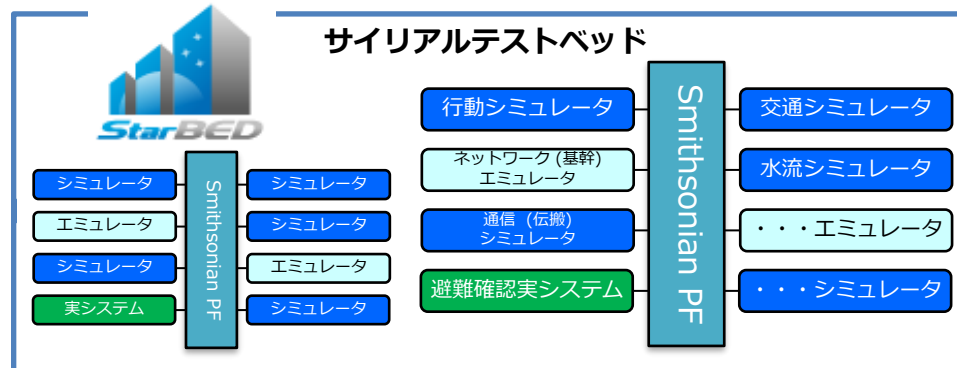 サイリアルテストベッド
StarBED
シミュレータ
エミュレータ
シミュレータ
実システム
Smithsonian PF
シミュレータ
シミュレータ
エミュレータ
シミュレータ
行動シミュレータ
ネットワーク (基幹)
エミュレータ
通信 (伝搬)
シミュレータ
避難確認実システム
Smithsonian PF
交通シミュレータ
水流シミュレータ
・・・エミュレータ
・・・シミュレータ